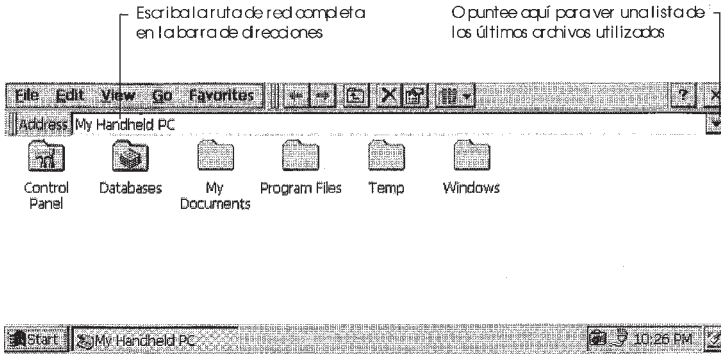 Escriba la ruta de red completa
en la barra de direcciones
O puntee aquí para ver una lista de
los últimos archivos utilizados
File Edit View Go Favorites ? ×
Address My Handheld PC
Control Panel
Databases
My Documents
Program Files
Temp
Windows
Start My Handheld PC 10:26 PM